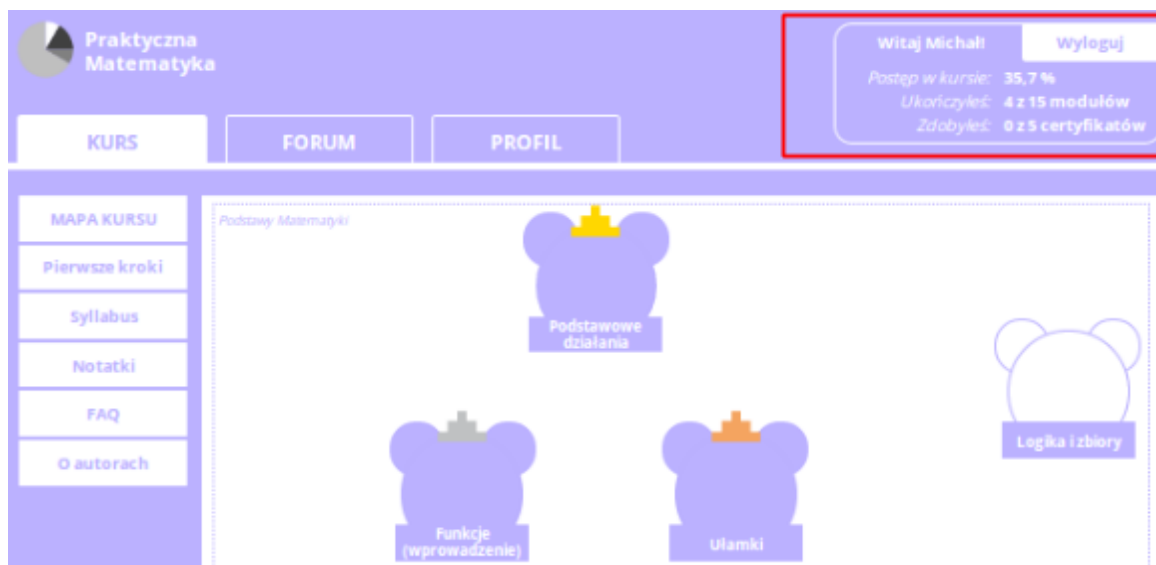 Praktyczna
Matematyka
Witaj Michał!
Wyloguj
Postęp w kursie: 35,7 %
Ukończyłeś: 4 z 15 modułów
Zdobyłeś: 0 z 5 certyfikatów
KURS
FORUM
PROFIL
MAPA KURSU
Pierwsze kroki
Syllabus
Notatki
FAQ
O autorach
Podstawy Matematyki
Podstawowe
działania
Logika i zbiory
Funkcje
(wprowadzenie)
Ułamki